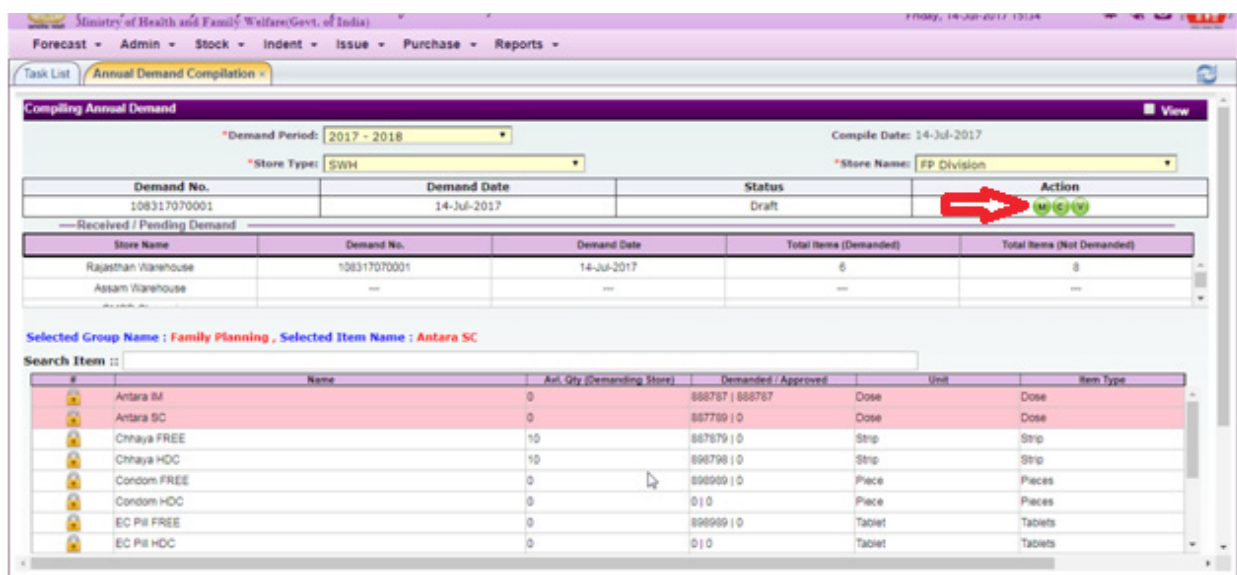 Ministry of Health and Family Welfare(Govt. of India)
Friday, 14-Jul-2017 15:34
Forecast Admin Stock Indent Issue Purchase Reports
Task List Annual Demand Compilation ×
Compiling Annual Demand View
*Demand Period: 2017 - 2018 Compile Date: 14-Jul-2017
*Store Type: SWH *Store Name: FP Division
Demand No. Demand Date Status Action
108317070001 14-Jul-2017 Draft M C V
Received / Pending Demand
Store Name Demand No. Demand Date Total Items (Demanded) Total Items (Not Demanded)
Rajasthan Warehouse 108317070001 14-Jul-2017 6 8
Assam Warehouse --- --- --- ---
Selected Group Name : Family Planning , Selected Item Name : Antara SC
Search Item ::
# Name Avl. Qty (Demanding Store) Demanded / Approved Unit Item Type
Antara IM 0 888787 | 888787 Dose Dose
Antara SC 0 887789 | 0 Dose Dose
Chhaya FREE 10 887879 | 0 Strip Strip
Chhaya HDC 10 898798 | 0 Strip Strip
Condom FREE 0 898989 | 0 Piece Pieces
Condom HDC 0 0 | 0 Piece Pieces
EC Pill FREE 0 898989 | 0 Tablet Tablets
EC Pill HDC 0 0 | 0 Tablet Tablets